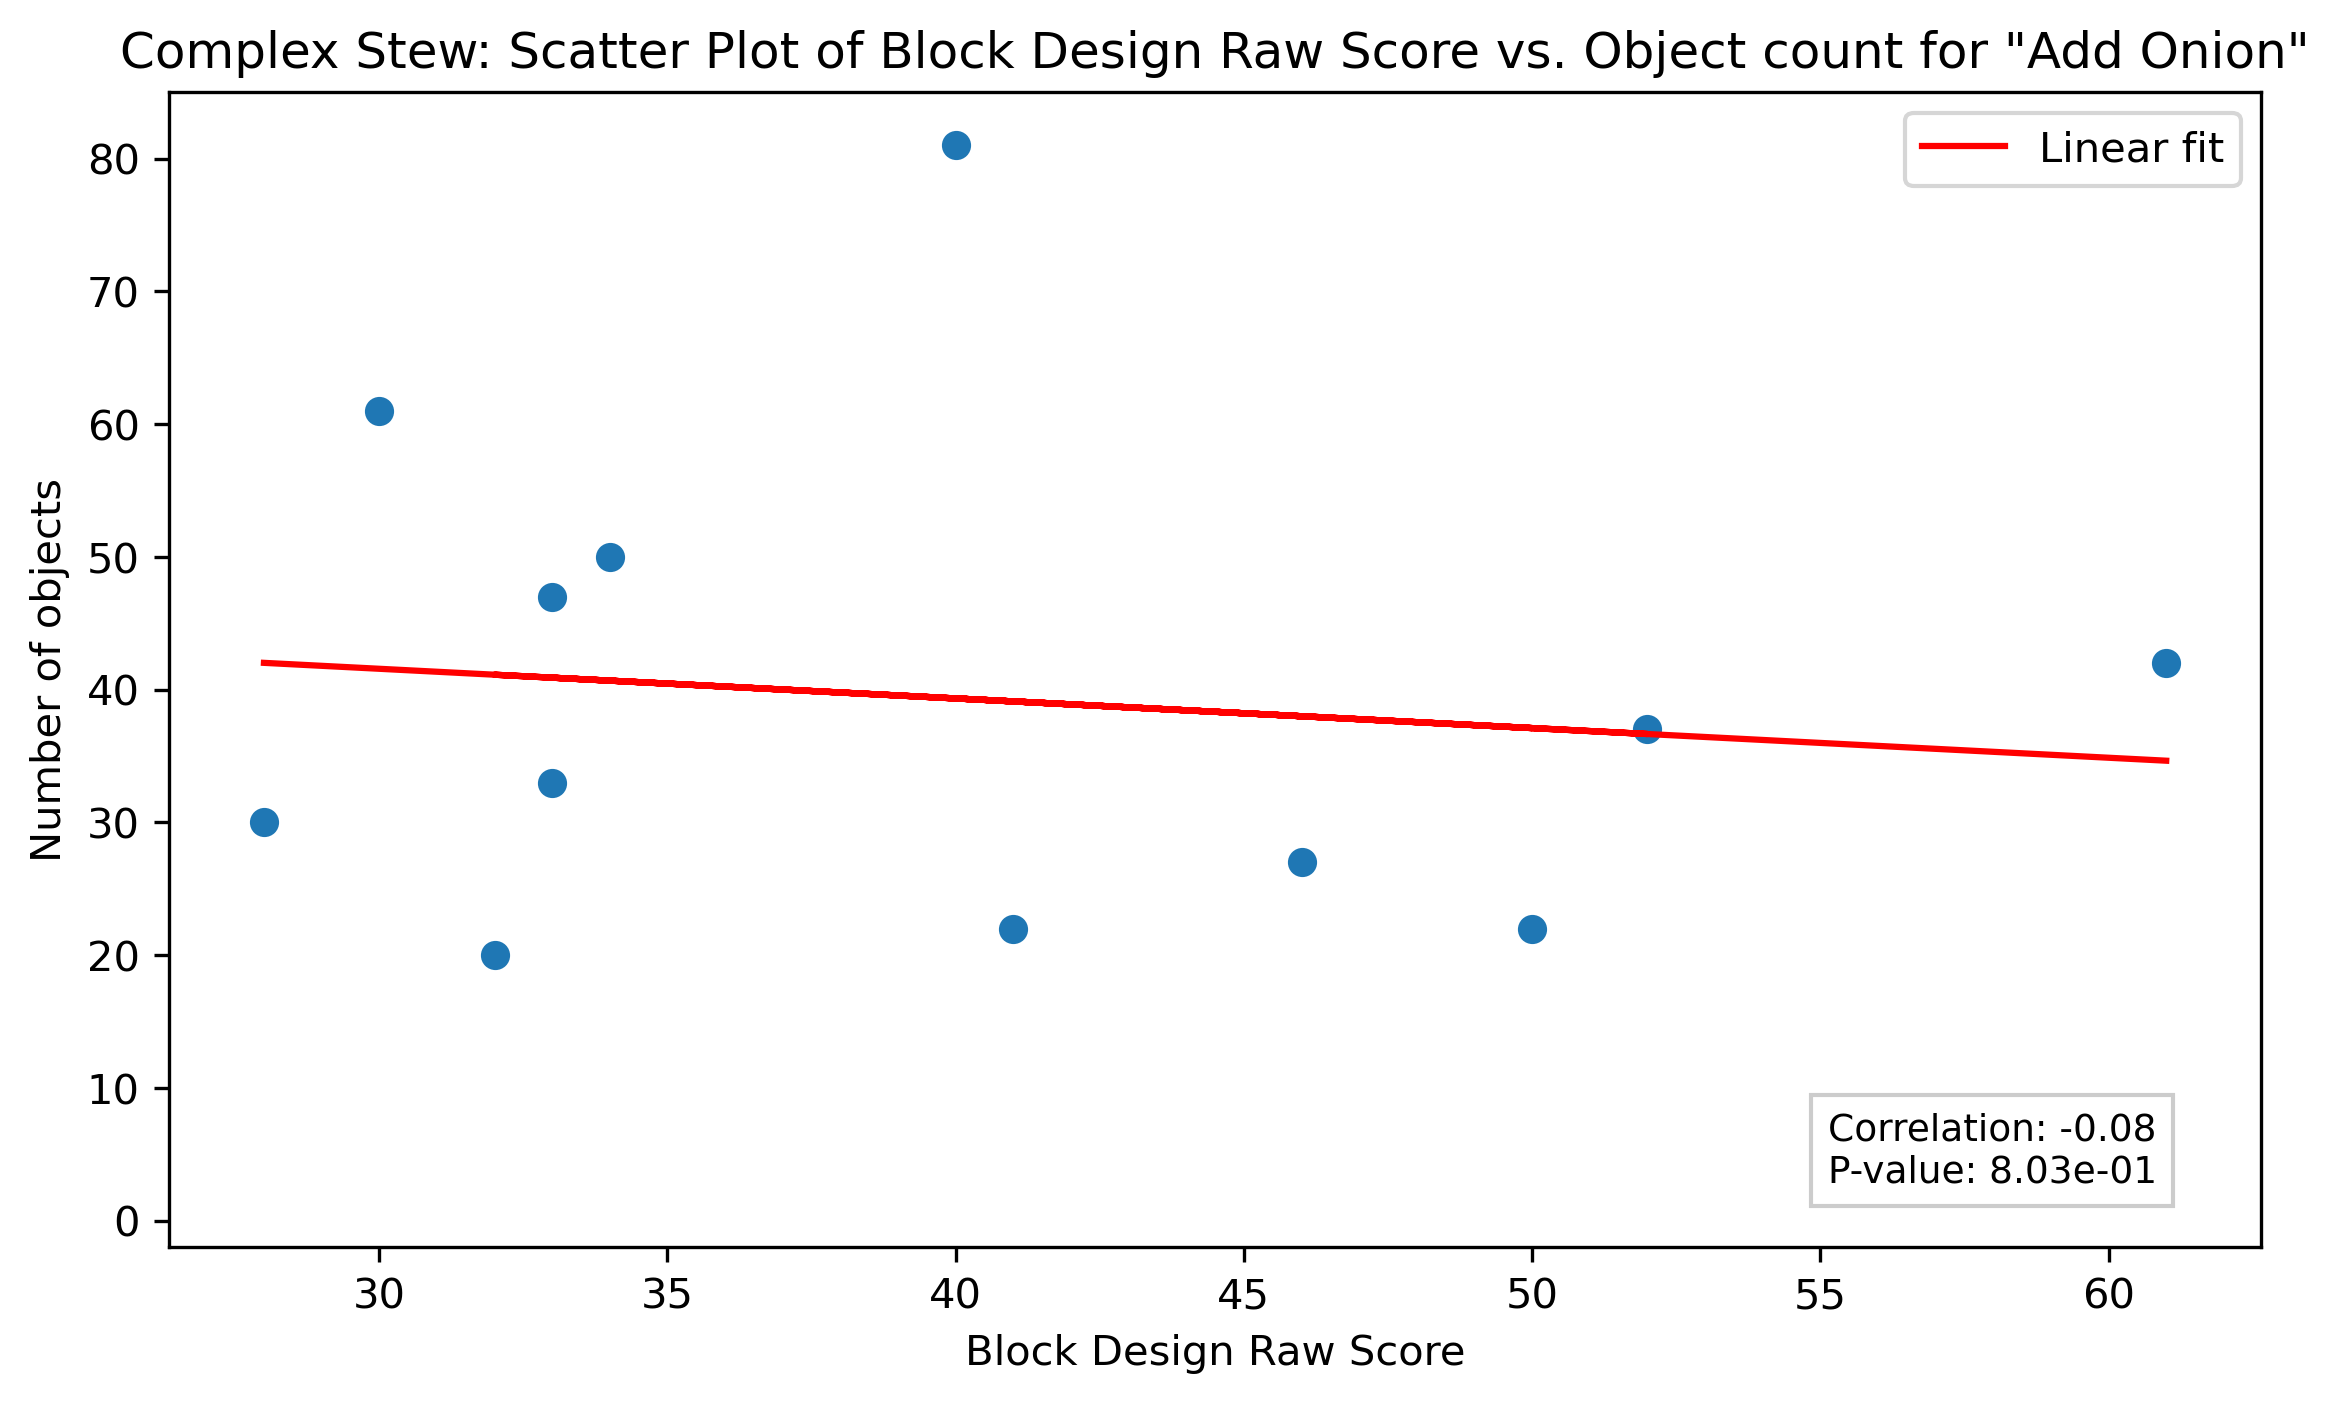 Complex Stew: Scatter Plot of Block Design Raw Score vs. Object count for "Add Onion"
Linear fit
80
70
60
50
40
30
20
10
0
Number of objects
Correlation: -0.08
P-value: 8.03e-01
30 35 40 45 50 55 60
Block Design Raw Score